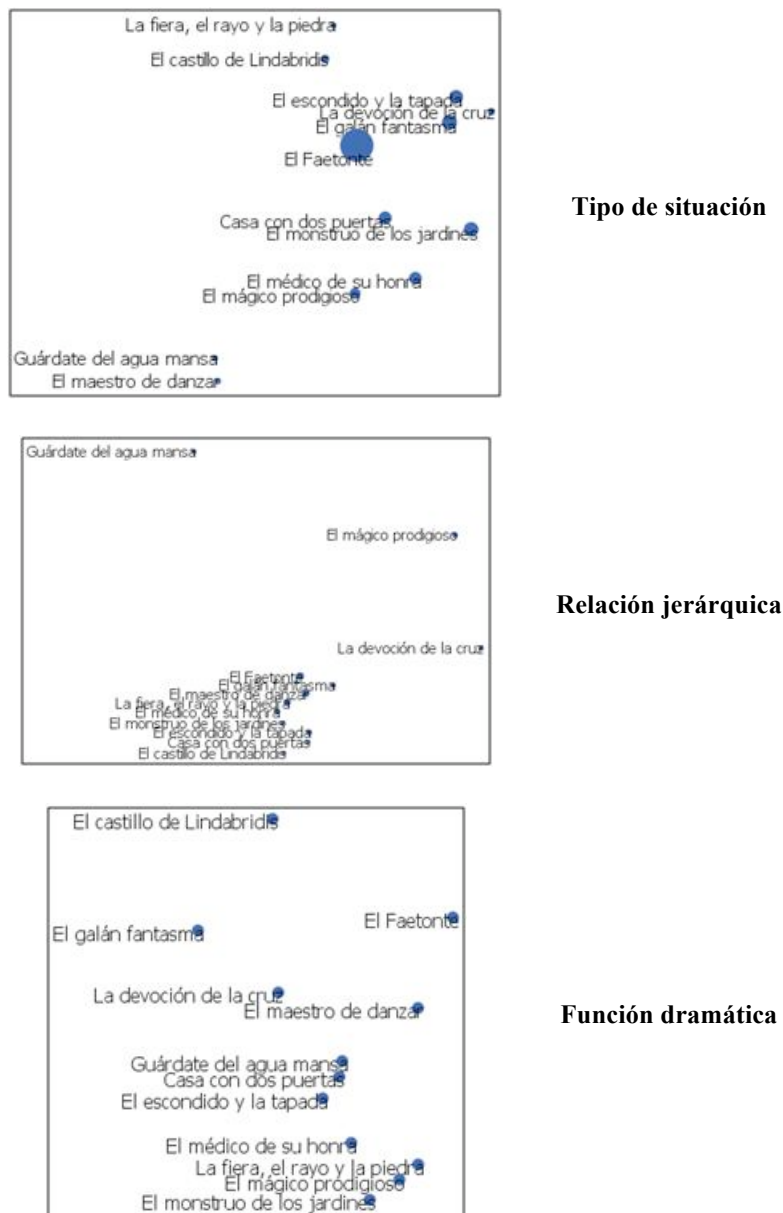 La fiera, el rayo y la piedra
El castillo de Lindabridis
El escondido y la tapada
La devoción de la cruz
El galán fantasma
El Faetonte
Tipo de situación
Casa con dos puertas
El monstruo de los jardines
El médico de su honra
El mágico prodigioso
Guárdate del agua mansa
El maestro de danzar
Guárdate del agua mansa
El mágico prodigioso
Relación jerárquica
La devoción de la cruz
El Faetonte
El galán fantasma
El maestro de danzar
La fiera, el rayo y la piedra
El médico de su honra
El monstruo de los jardines
El escondido y la tapada
Casa con dos puertas
El castillo de Lindabridis
El castillo de Lindabridis
El Faetonte
El galán fantasma
La devoción de la cruz
El maestro de danzar
Función dramática
Guárdate del agua mansa
Casa con dos puertas
El escondido y la tapada
El médico de su honra
La fiera, el rayo y la piedra
El mágico prodigioso
El monstruo de los jardines